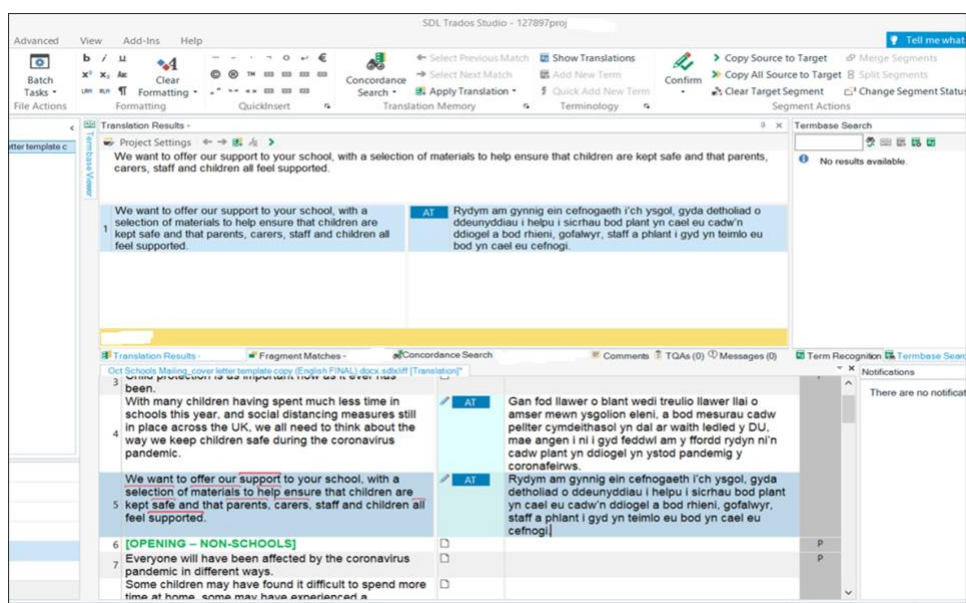 SDL Trados Studio - 127897proj
Advanced View Add-Ins Help
Tell me what
Batch Tasks
File Actions
Clear Formatting
Formatting
QuickInsert
Concordance Search
Select Previous Match
Select Next Match
Apply Translation
Translation Memory
Show Translations
Add New Term
Quick Add New Term
Terminology
Confirm
Copy Source to Target
Copy All Source to Target
Clear Target Segment
Merge Segments
Split Segments
Change Segment Status
Segment Actions
etter template c
Termbase Viewer
Translation Results -
Project Settings
We want to offer our support to your school, with a selection of materials to help ensure that children are kept safe and that parents,
carers, staff and children all feel supported.
1
We want to offer our support to your school, with a
selection of materials to help ensure that children are
kept safe and that parents, carers, staff and children all
feel supported.
AT
Rydym am gynnig ein cefnogaeth i'ch ysgol, gyda detholiad o
ddeunyddiau i helpu i sicrhau bod plant yn cael eu cadw'n
ddiogel a bod rhieni, gofalwyr, staff a phlant i gyd yn teimlo eu
bod yn cael eu cefnogi.
Termbase Search
No results available.
Translation Results - Fragment Matches - Concordance Search Comments TQAs (0) Messages (0)
Term Recognition Termbase Searc
Oct Schools Mailing_cover letter template copy (English FINAL).docx.sdlxliff [Translation]*
Notifications
There are no notificat
3
Child protection is as important now as it ever has
been.
P
4
With many children having spent much less time in
schools this year, and social distancing measures still
in place across the UK, we all need to think about the
way we keep children safe during the coronavirus
pandemic.
AT
Gan fod llawer o blant wedi treulio llawer llai o
amser mewn ysgolion eleni, a bod mesurau cadw
pellter cymdeithasol yn dal ar waith ledled y DU,
mae angen i ni i gyd feddwl am y ffordd rydyn ni'n
cadw plant yn ddiogel yn ystod pandemig y
coronafeirws.
5
We want to offer our support to your school, with a
selection of materials to help ensure that children are
kept safe and that parents, carers, staff and children all
feel supported.
AT
Rydym am gynnig ein cefnogaeth i'ch ysgol, gyda
detholiad o ddeunyddiau i helpu i sicrhau bod plant
yn cael eu cadw'n ddiogel a bod rhieni, gofalwyr,
staff a phlant i gyd yn teimlo eu bod yn cael eu
cefnogi.
6 [OPENING – NON-SCHOOLS]
P
7
Everyone will have been affected by the coronavirus
pandemic in different ways.
P
Some children may have found it difficult to spend more
time at home, some may have experienced a